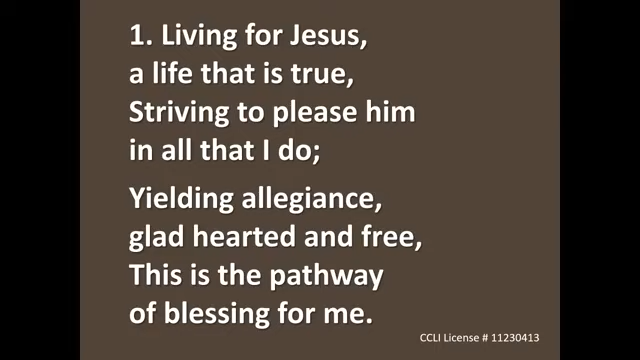 1. Living for Jesus,
a life that is true,
Striving to please him
in all that I do;
Yielding allegiance,
glad hearted and free,
This is the pathway
of blessing for me.
CCLI License # 11230413